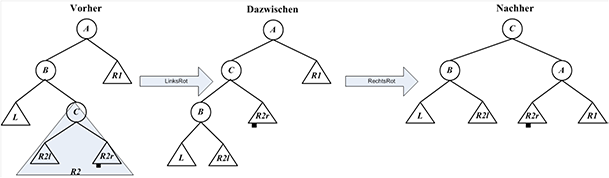 Vorher
Dazwischen
Nachher
A
B
R1
L
C
R2l
R2r
R2
LinksRot
A
C
R1
B
R2r
L
R2l
RechtsRot
C
B
A
L
R2l
R2r
R1